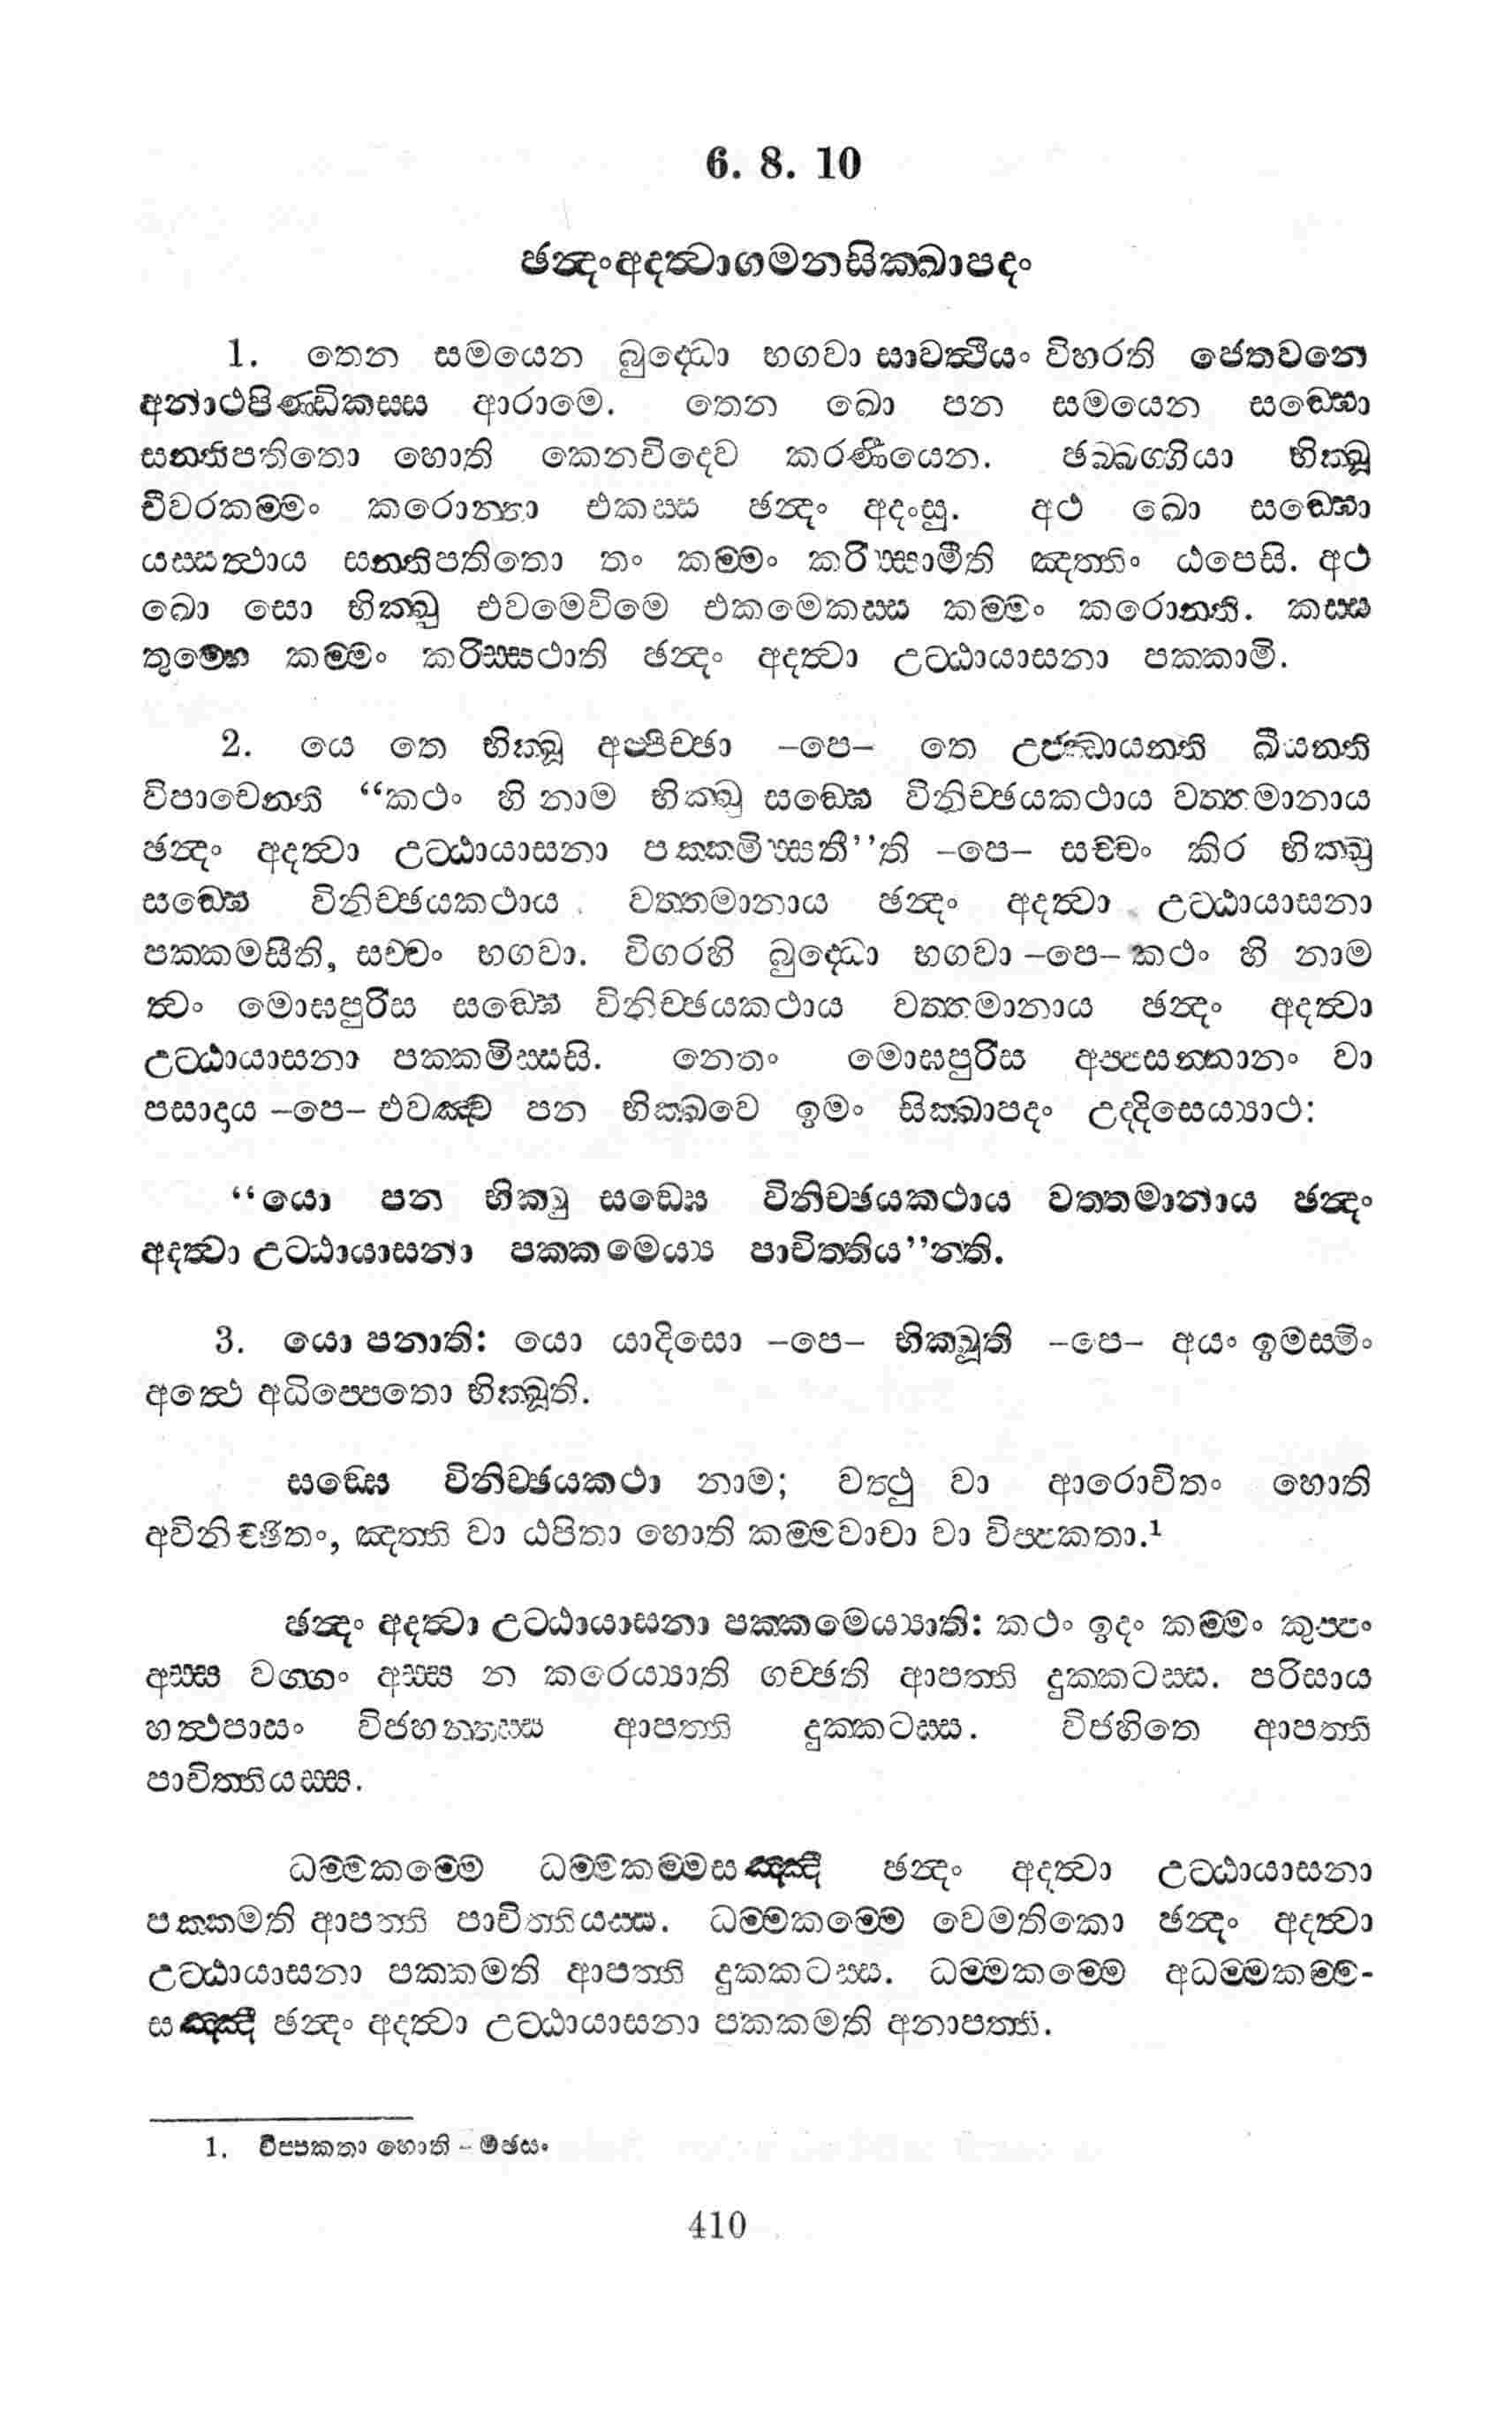 6. 8. 10
ඡන්දංඅදත්වාගමනසික්ඛාපදං
1. තෙන සමයෙන බුද්ධො භගවා සාවත්ථියං විහරති ජෙතවනෙ
අනාථපිණ්ඩිකස්ස ආරාමෙ. තෙන ඛො පන සමයෙන සඞ්ඝො
සන්නිපතිතො හොති කෙනචිදෙව කරණීයෙන. ඡබ්බග්ගියා භික්ඛූ
චීවරකම්මං කරොන්තා එකස්ස ඡන්දං අදංසු. අථ ඛො සඞ්ඝො
යස්සත්ථාය සන්නිපතිතො තං කම්මං කරිස්සාමීති ඤත්තිං ඨපෙසි. අථ
ඛො සො භික්ඛු එවමෙවිමෙ එකමෙකස්ස කම්මං කරොන්ති. කස්ස
තුම්හෙ කම්මං කරිස්සථාති ඡන්දං අදත්වා උට්ඨායාසනා පක්කාමි.
2. යෙ තෙ භික්ඛූ අප්පිච්ඡා –පෙ– තෙ උජ්ඣායන්ති ඛීයන්ති
විපාචෙන්ති “කථං හි නාම භික්ඛු සඞ්ඝෙ විනිච්ඡයකථාය වත්තමානාය
ඡන්දං අදත්වා උට්ඨායාසනා පක්කමිස්සතී”ති –පෙ– සච්චං කිර භික්ඛු
සඞ්ඝෙ විනිච්ඡයකථාය වත්තමානාය ඡන්දං අදත්වා උට්ඨායාසනා
පක්කමසීති, සච්චං භගවා. විගරහි බුද්ධො භගවා –පෙ– කථං හි නාම
ත්වං මොඝපුරිස සඞ්ඝෙ විනිච්ඡයකථාය වත්තමානාය ඡන්දං අදත්වා
උට්ඨායාසනා පක්කමිස්සසි. නෙතං මොඝපුරිස අප්පසන්නානං වා
පසාදාය –පෙ– එවඤ්ච පන භික්ඛවෙ ඉමං සික්ඛාපදං උද්දිසෙය්‍යාථ:
“යො පන භික්ඛු සඞ්ඝෙ විනිච්ඡයකථාය වත්තමානාය ඡන්දං
අදත්වා උට්ඨායාසනා පක්කමෙය්‍ය පාචිත්තිය”න්ති.
3. යො පනාති: යො යාදිසො –පෙ– භික්ඛූති –පෙ– අයං ඉමස්මිං
අත්ථෙ අධිප්පෙතො භික්ඛූති.
සඞ්ඝෙ විනිච්ඡයකථා නාම; වත්ථු වා ආරොචිතං හොති
අවිනිච්ඡිතං, ඤත්ති වා ඨපිතා හොති කම්මවාචා වා විප්පකතා.¹
ඡන්දං අදත්වා උට්ඨායාසනා පක්කමෙය්‍යාති: කථං ඉදං කම්මං කුප්පං
අස්ස වග්ගං අස්ස න කරෙය්‍යාති ගච්ඡති ආපත්ති දුක්කටස්ස. පරිසාය
හත්ථපාසං විජහන්තස්ස ආපත්ති දුක්කටස්ස. විජහිතෙ ආපත්ති
පාචිත්තියස්ස.
ධම්මකම්මෙ ධම්මකම්මසඤ්ඤී ඡන්දං අදත්වා උට්ඨායාසනා
පක්කමති ආපත්ති පාචිත්තියස්ස. ධම්මකම්මෙ වෙමතිකො ඡන්දං අදත්වා
උට්ඨායාසනා පක්කමති ආපත්ති දුක්කටස්ස. ධම්මකම්මෙ අධම්මකම්ම-
සඤ්ඤී ඡන්දං අදත්වා උට්ඨායාසනා පක්කමති අනාපත්ති.
1. විප්පකතා හොති – මඡසං
410